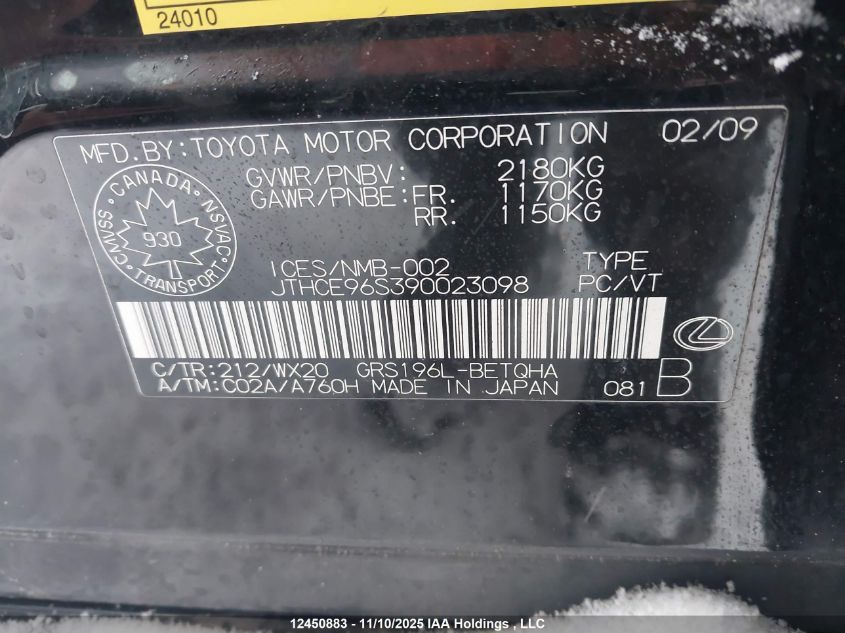 24010
MFD.BY:TOYOTA MOTOR CORPORATION 02/09
GVWR/PNBV: 2180KG
GAWR/PNBE:FR. 1170KG
RR. 1150KG
CANADA
CMVSS NSVAC
930
TRANSPORT
ICES/NMB-002 TYPE
JTHCE96S390023098 PC/VT
C/TR:212/WX20 GRS196L-BETQHA
A/TM:C02A/A760H MADE IN JAPAN 081 B
12450883 - 11/10/2025 IAA Holdings , LLC